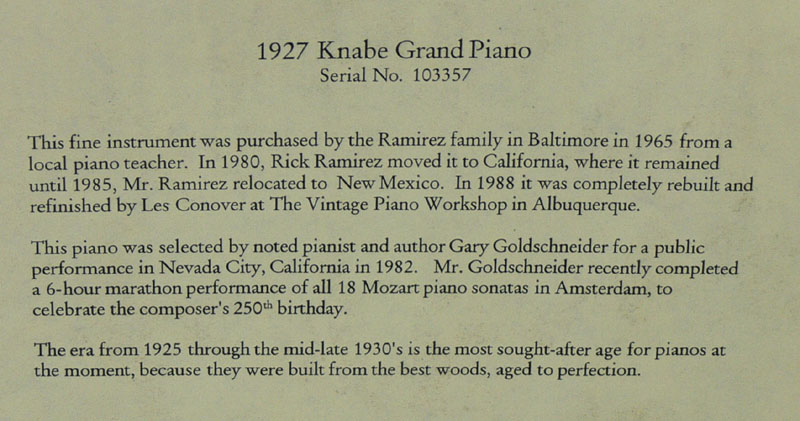 1927 Knabe Grand Piano
Serial No. 103357
This fine instrument was purchased by the Ramirez family in Baltimore in 1965 from a
local piano teacher. In 1980, Rick Ramirez moved it to California, where it remained
until 1985, Mr. Ramirez relocated to New Mexico. In 1988 it was completely rebuilt and
refinished by Les Conover at The Vintage Piano Workshop in Albuquerque.
This piano was selected by noted pianist and author Gary Goldschneider for a public
performance in Nevada City, California in 1982. Mr. Goldschneider recently completed
a 6-hour marathon performance of all 18 Mozart piano sonatas in Amsterdam, to
celebrate the composer's 250th birthday.
The era from 1925 through the mid-late 1930's is the most sought-after age for pianos at
the moment, because they were built from the best woods, aged to perfection.